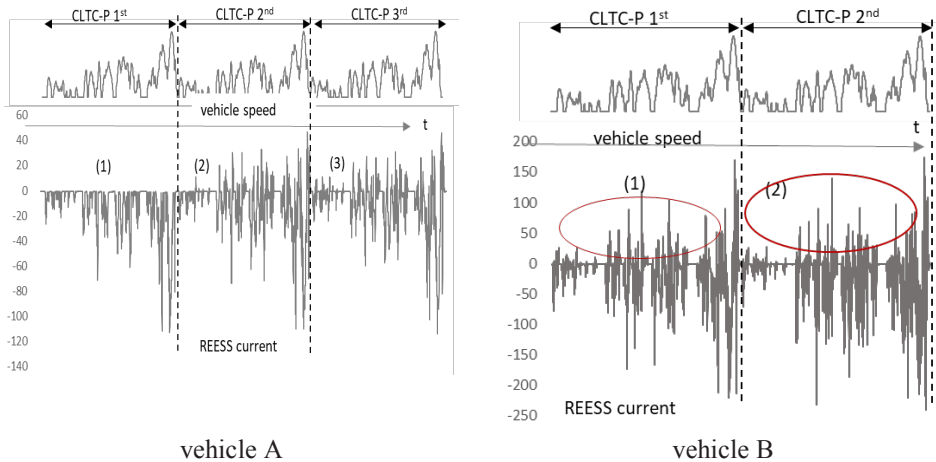 CLTC-P 1st
CLTC-P 2nd
CLTC-P 3rd
vehicle speed
t
60
40
20
0
-20
-40
-60
-80
-100
-120
-140
(1)
(2)
(3)
REESS current
vehicle A
CLTC-P 1st
CLTC-P 2nd
vehicle speed
t
200
150
100
50
0
-50
-100
-150
-200
-250
(1)
(2)
REESS current
vehicle B